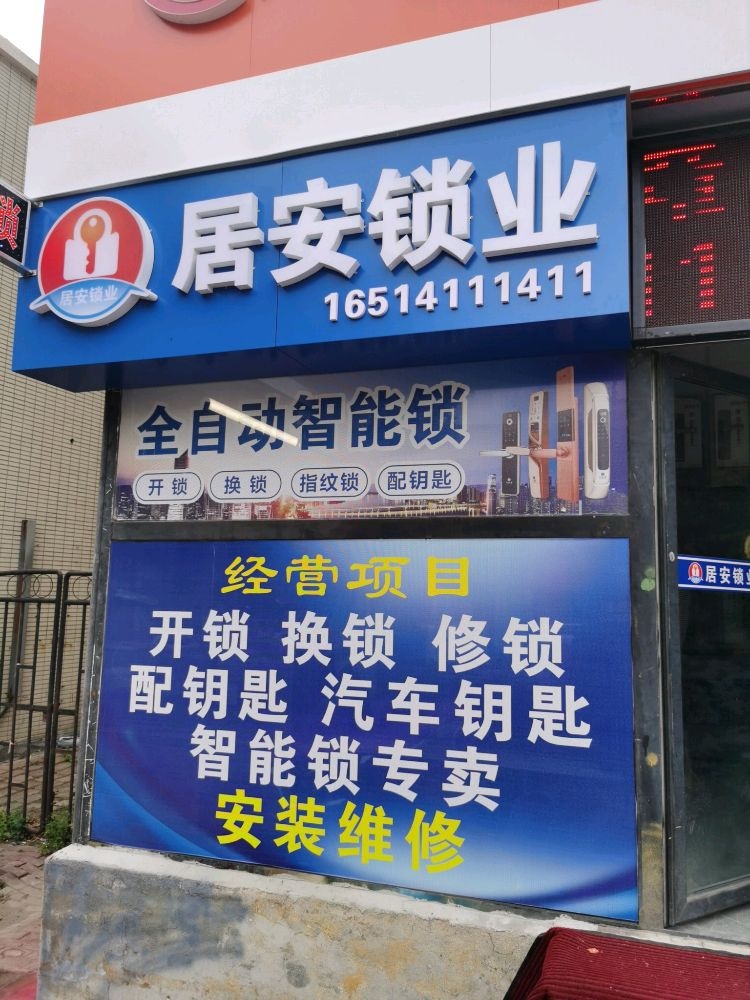 居安锁业
居安锁业
16514111411
全自动智能锁
开锁 换锁 指纹锁 配钥匙
经营项目
开锁 换锁 修锁
配钥匙 汽车钥匙
智能锁专卖
安装维修
居安锁业